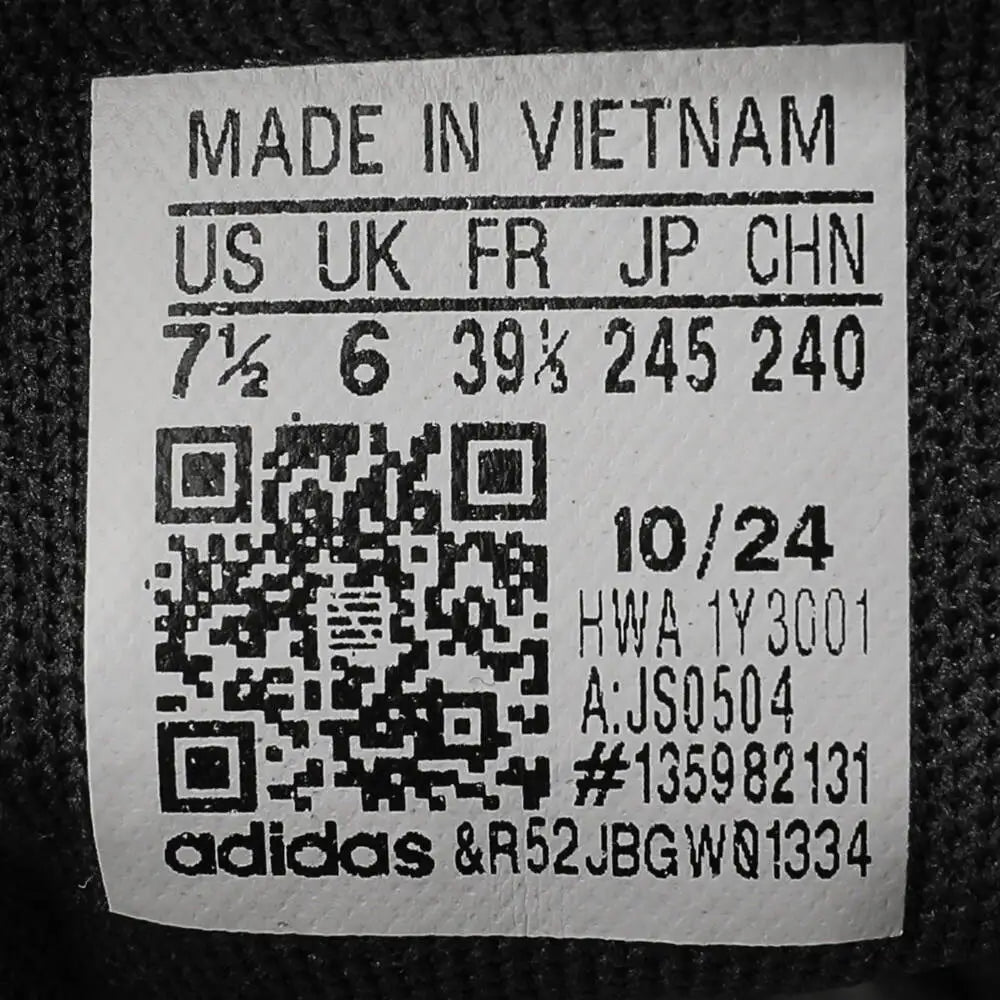 MADE IN VIETNAM
US UK FR JP CHN
7½ 6 39⅓ 245 240
10/24
HWA 1Y3001
A:JS0504
#135982131
adidas &R52JBGWQ1334